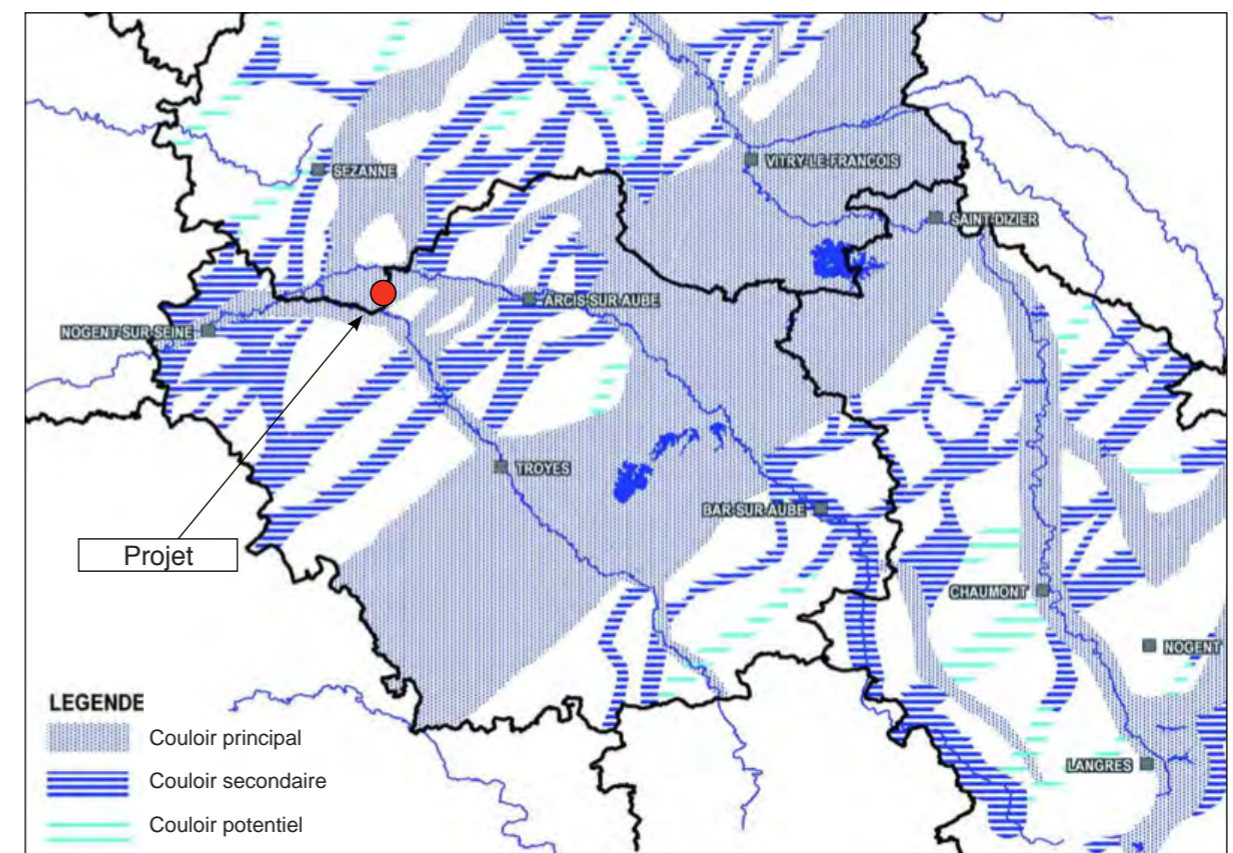 VITRY-LE-FRANCOIS
SEZANNE
SAINT-DIZIER
ARCIS-SUR-AUBE
NOGENT-SUR-SEINE
TROYES
BAR-SUR-AUBE
Projet
CHAUMONT
NOGENT
LANGRES
LEGENDE
Couloir principal
Couloir secondaire
Couloir potentiel